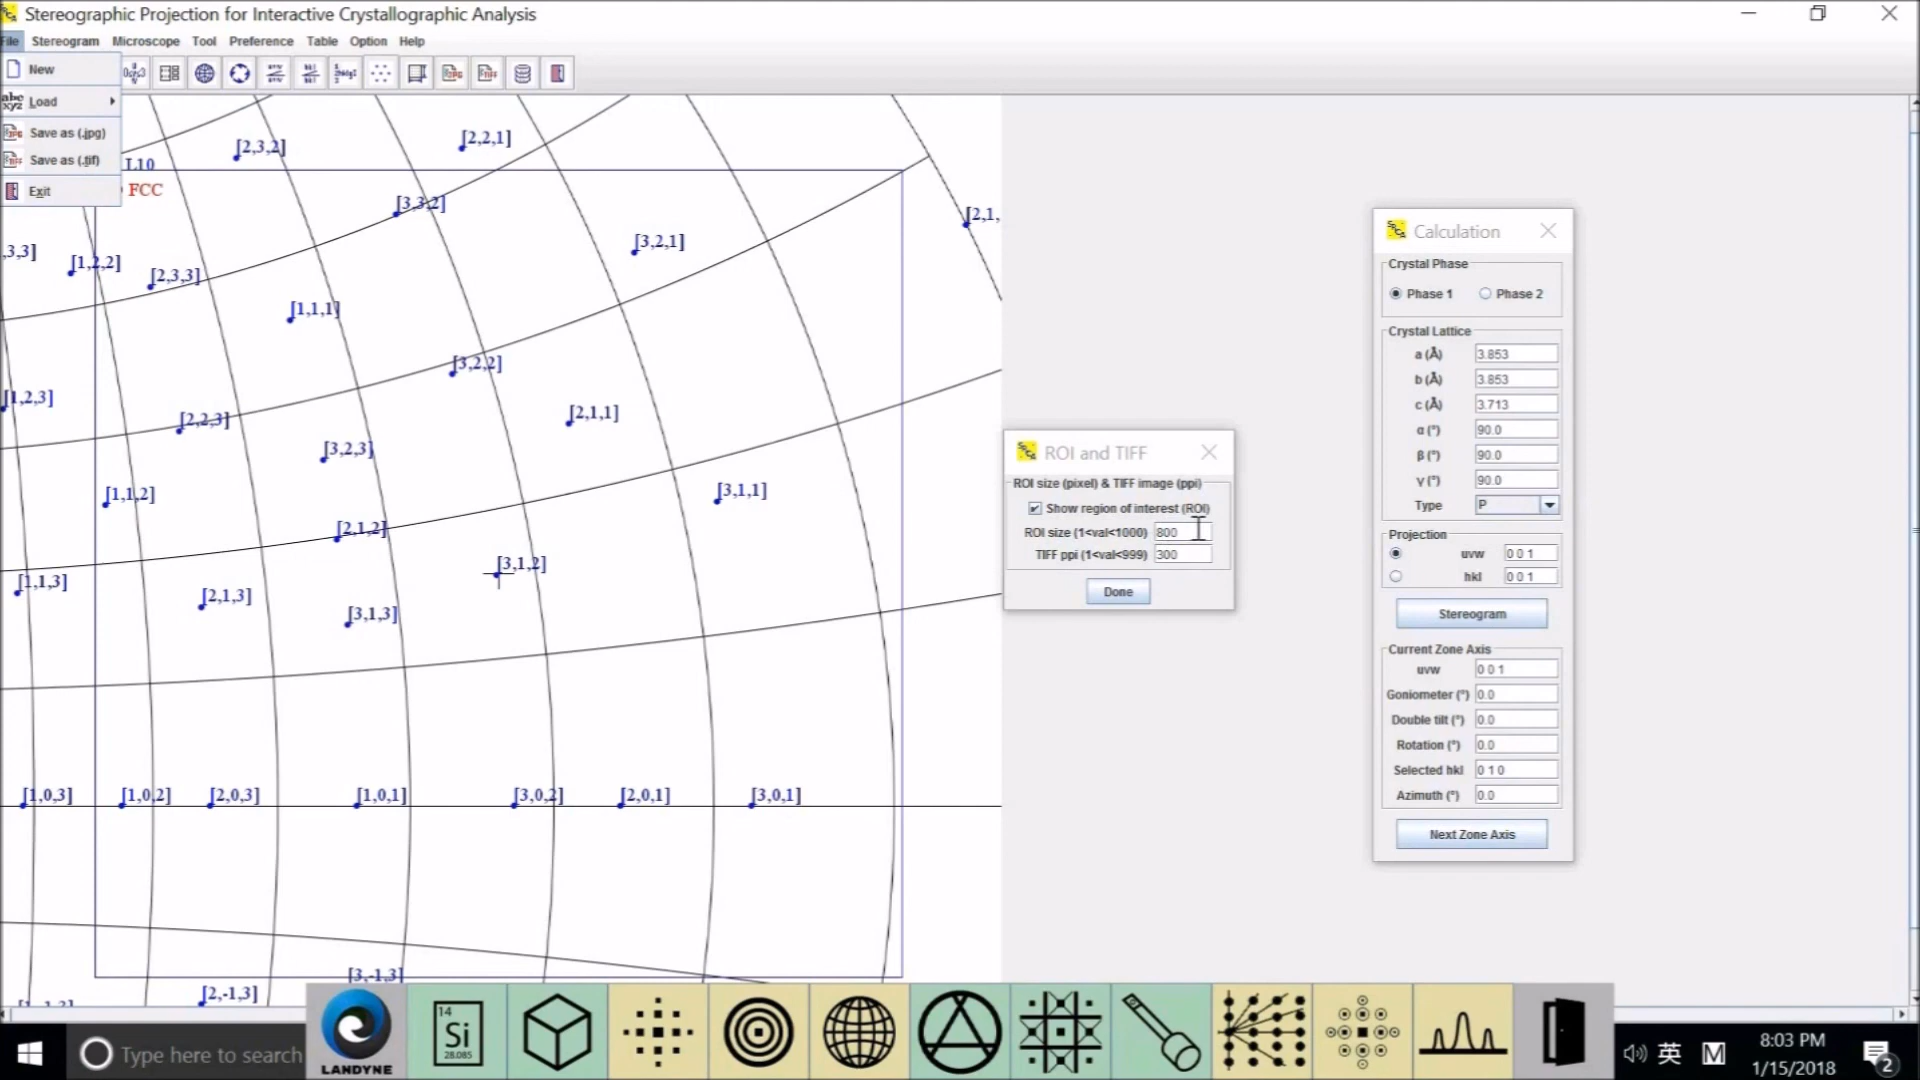 Stereographic Projection for Interactive Crystallographic Analysis
File Stereogram Microscope Tool Preference Table Option Help
New
abc
xyz
Load
Save as (.jpg)
Save as (.tif)
Exit
L10
FCC
[2,3,2]
[2,2,1]
[3,3,2]
[2,1,
[3,2,1]
,3,3]
[1,2,2]
[2,3,3]
[1,1,1]
[3,2,2]
[1,2,3]
[2,2,3]
[2,1,1]
[3,2,3]
[1,1,2]
[3,1,1]
[2,1,2]
[3,1,2]
[1,1,3]
[2,1,3]
[3,1,3]
[1,0,3]
[1,0,2]
[2,0,3]
[1,0,1]
[3,0,2]
[2,0,1]
[3,0,1]
[3,-1,3]
[2,-1,3]
ROI and TIFF
ROI size (pixel) & TIFF image (ppi)
Show region of interest (ROI)
ROI size (1<val<1000) 800
TIFF ppi (1<val<999) 300
Done
Calculation
Crystal Phase
Phase 1 Phase 2
Crystal Lattice
a (Å) 3.853
b (Å) 3.853
c (Å) 3.713
α (°) 90.0
β (°) 90.0
γ (°) 90.0
Type P
Projection
uvw 0 0 1
hkl 0 0 1
Stereogram
Current Zone Axis
uvw 0 0 1
Goniometer (°) 0.0
Double tilt (°) 0.0
Rotation (°) 0.0
Selected hkl 0 1 0
Azimuth (°) 0.0
Next Zone Axis
Type here to search
LANDYNE
14
Si
28.085
英
M
8:03 PM
1/15/2018
2